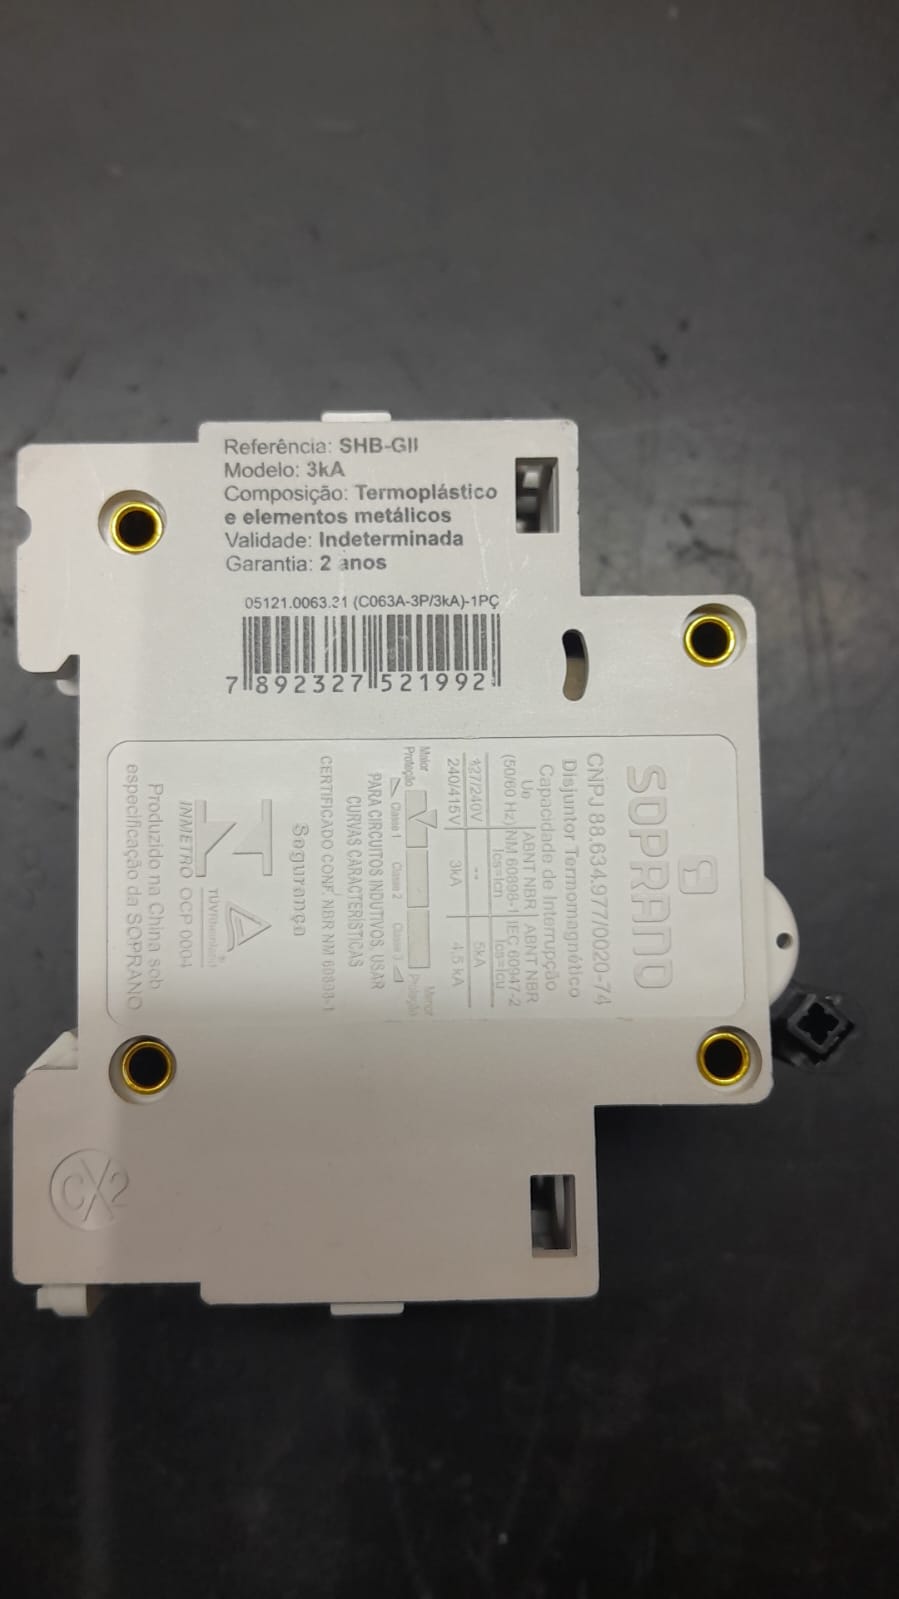 Referência: SHB-GII
Modelo: 3kA
Composição: Termoplástico
e elementos metálicos
Validade: Indeterminada
Garantia: 2 anos
05121.0063.31 (C063A-3P/3kA)-1PÇ
7 892327 521992
SOPRANO
CNPJ 88.634.977/0020-74
Disjuntor Termomagnético
Capacidade de Interrupção
Ue
(50/60 Hz)
ABNT NBR
NM 60898-1
Ics=Icn
ABNT NBR
IEC 60947-2
Ics=Icu
127/240V -- 5kA
240/415V 3kA 4,5 kA
Maior
Proteção
Classe 1
Classe 2
Classe 3
Menor
Proteção
PARA CIRCUITOS INDUTIVOS, USAR
CURVAS CARACTERÍSTICAS
CERTIFICADO CONF. NBR NM 60898-1
Segurança
TÜVRheinland®
INMETRO OCP 0004
Produzido na China sob
especificação da SOPRANO
CX2